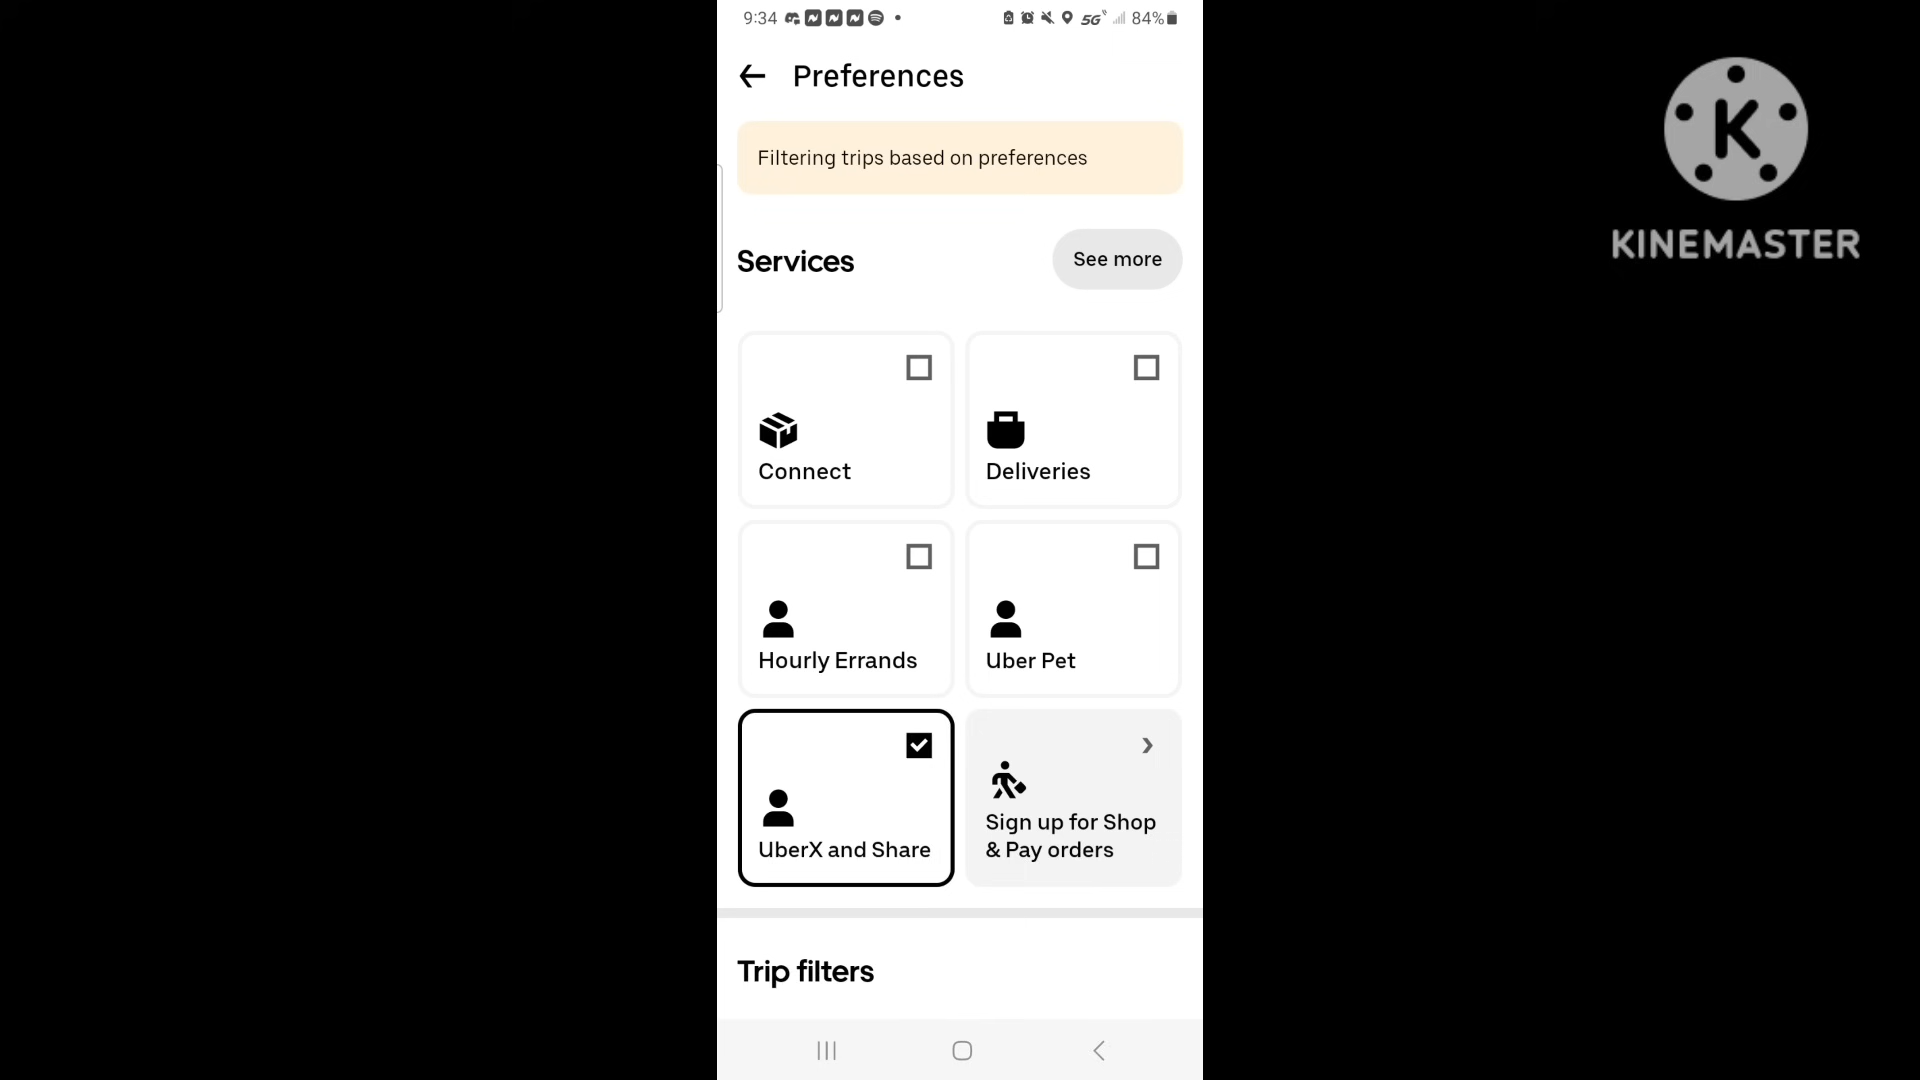 9:34
5G
84%
Preferences
KINEMASTER
Filtering trips based on preferences
Services
See more
Connect
Deliveries
Hourly Errands
Uber Pet
UberX and Share
Sign up for Shop
& Pay orders
Trip filters